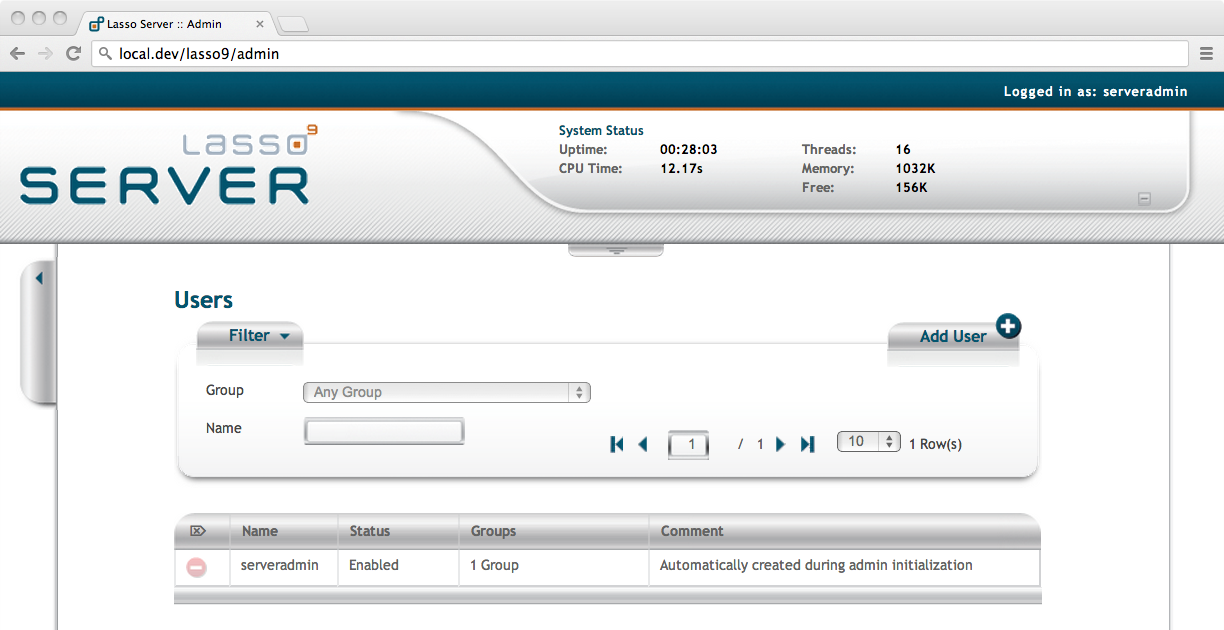 Lasso Server :: Admin
local.dev/lasso9/admin
Logged in as: serveradmin
Lasso 9
SERVER
System Status
Uptime: 00:28:03 Threads: 16
CPU Time: 12.17s Memory: 1032K
Free: 156K
Users
Filter Add User
Group Any Group
Name
1 / 1 10 1 Row(s)
Name Status Groups Comment
serveradmin Enabled 1 Group Automatically created during admin initialization